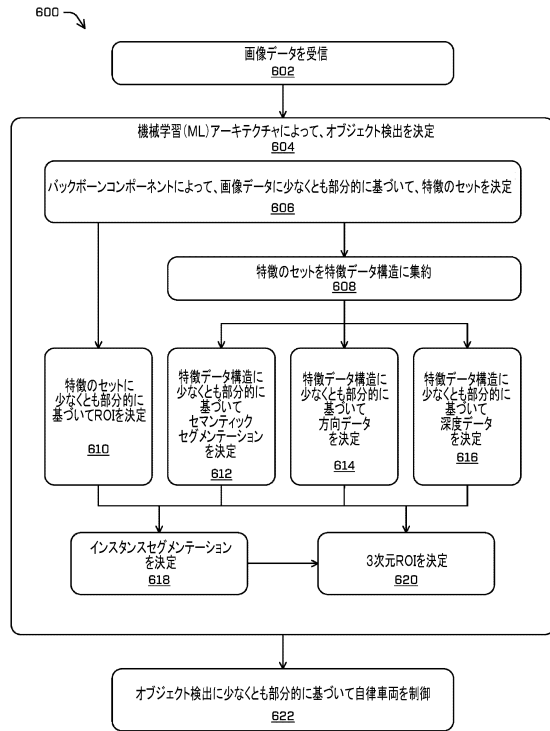 600
画像データを受信
602
機械学習(ML)アーキテクチャによって、オブジェクト検出を決定
604
バックボーンコンポーネントによって、画像データに少なくとも部分的に基づいて、特徴のセットを決定
606
特徴のセットを特徴データ構造に集約
608
特徴のセットに
少なくとも部分的に
基づいてROIを決定
610
特徴データ構造に
少なくとも部分的に
基づいて
セマンティック
セグメンテーション
を決定
612
特徴データ構造に
少なくとも部分的に
基づいて
方向データ
を決定
614
特徴データ構造に
少なくとも部分的に
基づいて
深度データ
を決定
616
インスタンスセグメンテーション
を決定
618
3次元ROIを決定
620
オブジェクト検出に少なくとも部分的に基づいて自律車両を制御
622